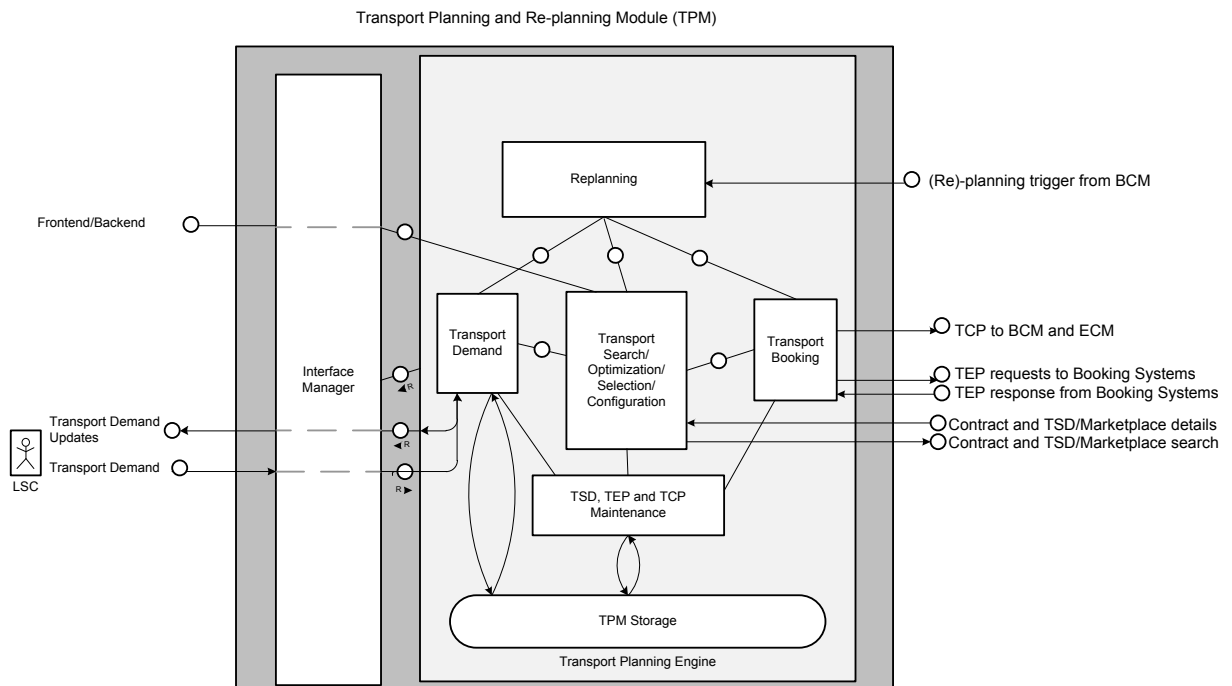 Transport Planning and Re-planning Module (TPM)
Replanning
(Re)-planning trigger from BCM
Frontend/Backend
Transport
Demand
Transport
Search/
Optimization/
Selection/
Configuration
Transport
Booking
TCP to BCM and ECM
Interface
Manager
R
TEP requests to Booking Systems
TEP response from Booking Systems
Transport Demand
Updates
R
Contract and TSD/Marketplace details
Contract and TSD/Marketplace search
Transport Demand
LSC
R
TSD, TEP and TCP
Maintenance
TPM Storage
Transport Planning Engine